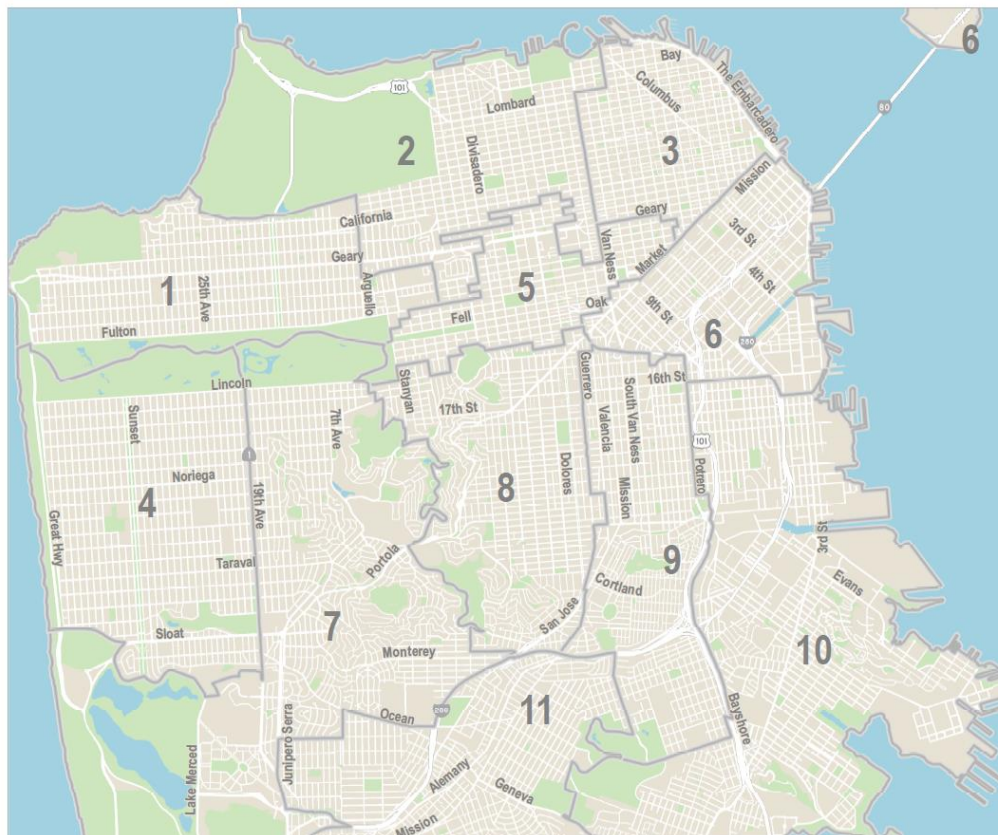 6
Bay
Columbus
The Embarcadero
101
Lombard
80
2
Divisadero
3
Mission
California
Geary
3rd St
Geary
Van Ness
Market
4th St
1
25th Ave
Arguello
5
Oak
9th St
Fulton
Fell
6
280
Lincoln
Stanyan
Guerrero
16th St
17th St
Sunset
7th Ave
Valencia
South Van Ness
101
1
Noriega
Dolores
Potrero
4
19th Ave
8
Mission
Great Hwy
3rd St
Taraval
Portola
9
Evans
Cortland
7
San Jose
Sloat
Monterey
10
11
280
Ocean
Bayshore
Junipero Serra
Lake Merced
Alemany
Geneva
Mission